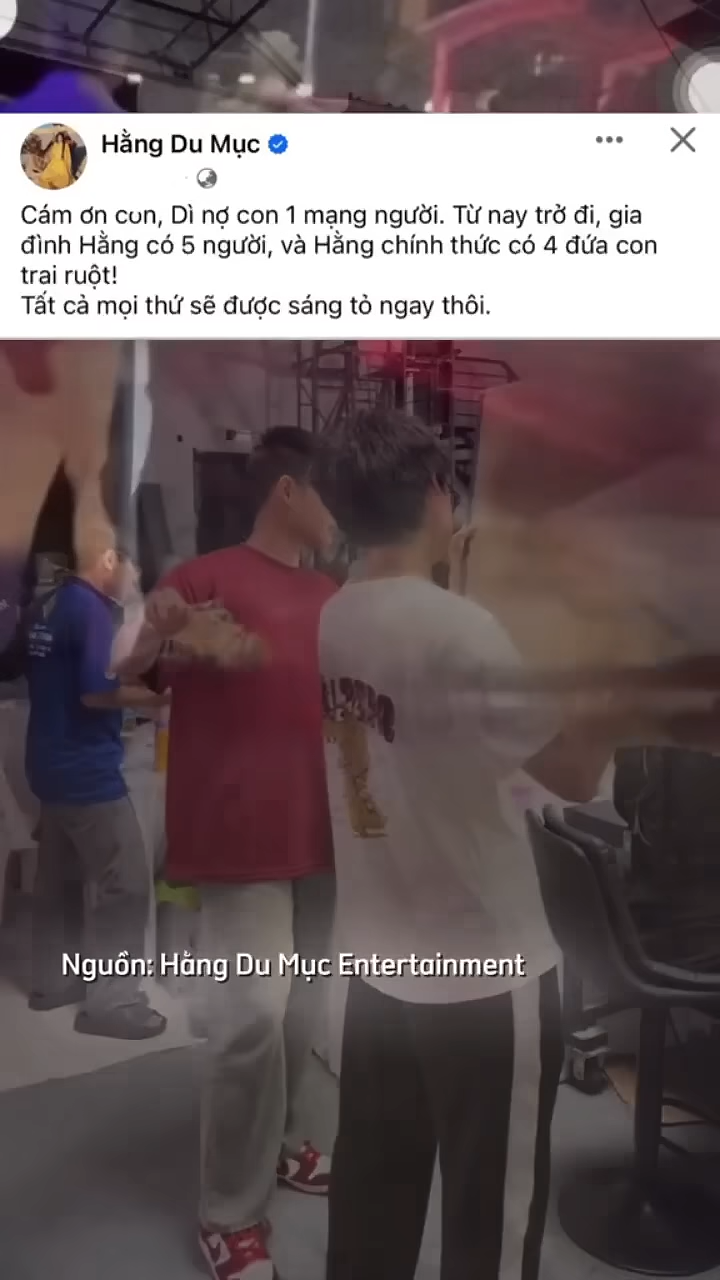 Hằng Du Mục
Cám ơn con, Dì nợ con 1 mạng người. Từ nay trở đi, gia
đình Hằng có 5 người, và Hằng chính thức có 4 đứa con
trai ruột!
Tất cả mọi thứ sẽ được sáng tỏ ngay thôi.
Nguồn: Hằng Du Mục Entertainment